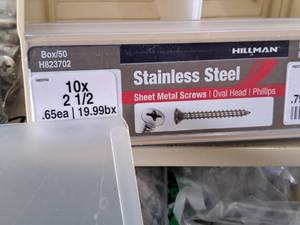 Box/50
H823702
HILLMAN
10x
2 1/2
.65ea | 19.99bx
Stainless Steel
Sheet Metal Screws | Oval Head | Phillips